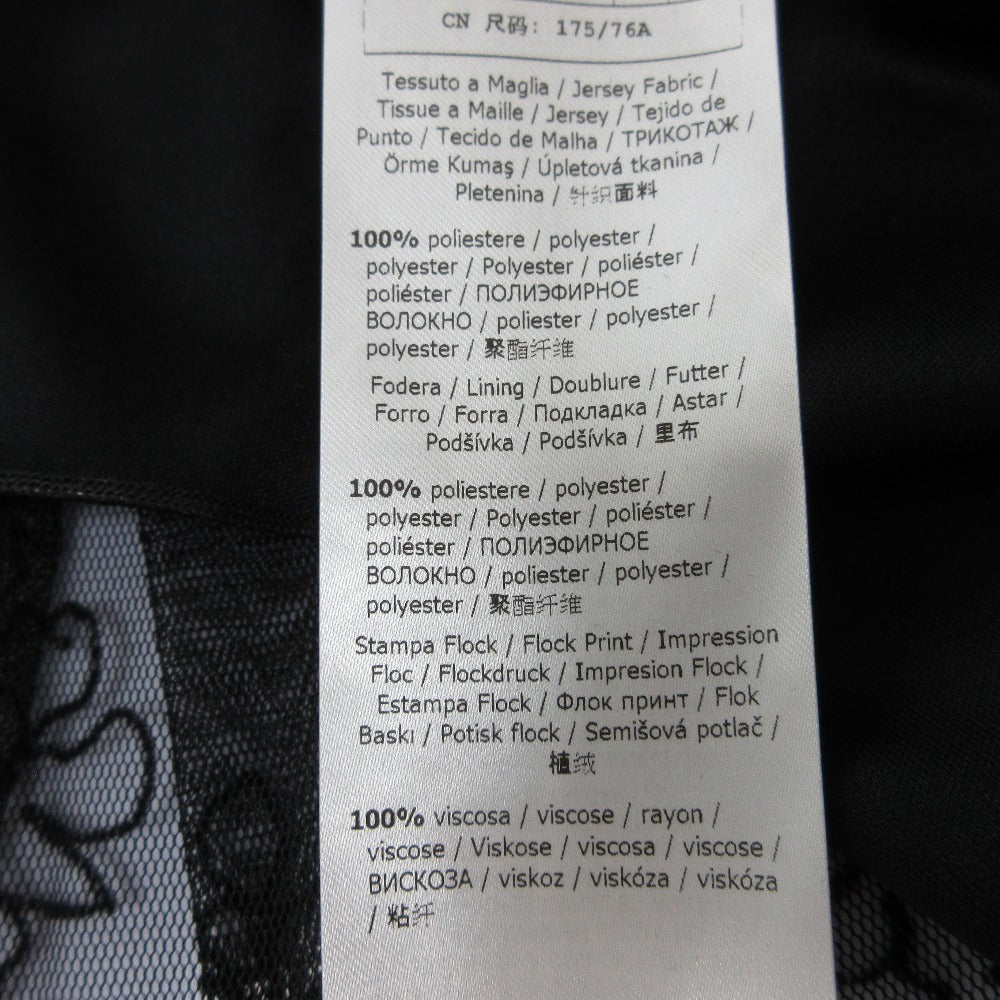 CN 尺码: 175/76A
Tessuto a Maglia / Jersey Fabric /
Tissue a Maille / Jersey / Tejido de
Punto / Tecido de Malha / ТРИКОТАЖ /
Örme Kumaş / Úpletová tkanina /
Pletenina / 针织面料
100% poliestere / polyester /
polyester / Polyester / poliéster /
poliéster / ПОЛИЭФИРНОЕ
ВОЛОКНО / poliester / polyester /
polyester / 聚酯纤维
Fodera / Lining / Doublure / Futter /
Forro / Forra / Подкладка / Astar /
Podšívka / Podšívka / 里布
100% poliestere / polyester /
polyester / Polyester / poliéster /
poliéster / ПОЛИЭФИРНОЕ
ВОЛОКНО / poliester / polyester /
polyester / 聚酯纤维
Stampa Flock / Flock Print / Impression
Floc / Flockdruck / Impresion Flock /
Estampa Flock / Флок принт / Flok
Baskı / Potisk flock / Semišová potlač /
植绒
100% viscosa / viscose / rayon /
viscose / Viskose / viscosa / viscose /
ВИСКОЗА / viskoz / viskóza / viskóza
/ 粘纤